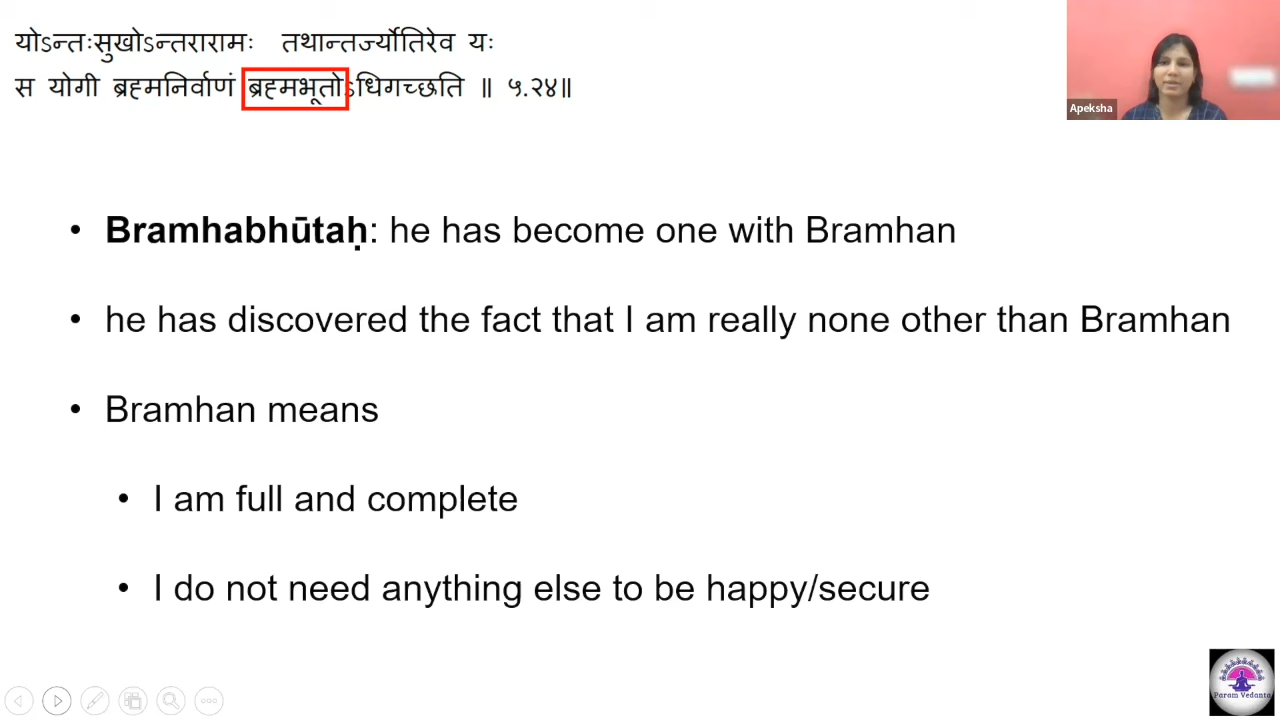 योऽन्तःसुखोऽन्तरारामः तथान्तर्ज्योतिरेव यः
स योगी ब्रह्मनिर्वाणं ब्रह्मभूतोऽधिगच्छति ॥ ५.२४॥
Apeksha
• Bramhabhūtaḥ: he has become one with Bramhan
• he has discovered the fact that I am really none other than Bramhan
• Bramhan means
• I am full and complete
• I do not need anything else to be happy/secure
Param Vedanta